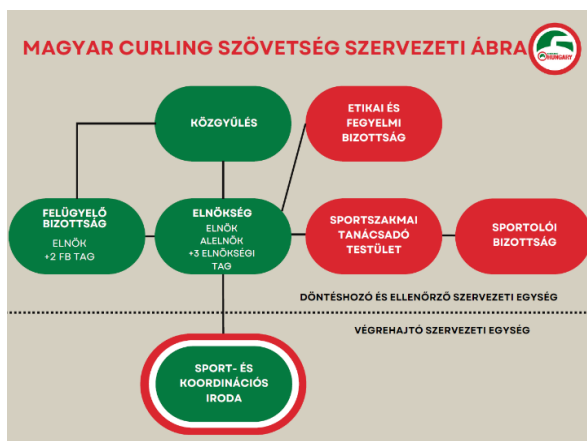 MAGYAR CURLING SZÖVETSÉG SZERVEZETI ÁBRA
HUNGARY
KÖZGYŰLÉS
ETIKAI ÉS
FEGYELMI
BIZOTTSÁG
FELÜGYELŐ
BIZOTTSÁG
ELNÖK
+2 FB TAG
ELNÖKSÉG
ELNÖK
ALELNÖK
+3 ELNÖKSÉGI
TAG
SPORTSZAKMAI
TANÁCSADÓ
TESTÜLET
SPORTOLÓI
BIZOTTSÁG
DÖNTÉSHOZÓ ÉS ELLENŐRZŐ SZERVEZETI EGYSÉG
VÉGREHAJTÓ SZERVEZETI EGYSÉG
SPORT- ÉS
KOORDINÁCIÓS
IRODA